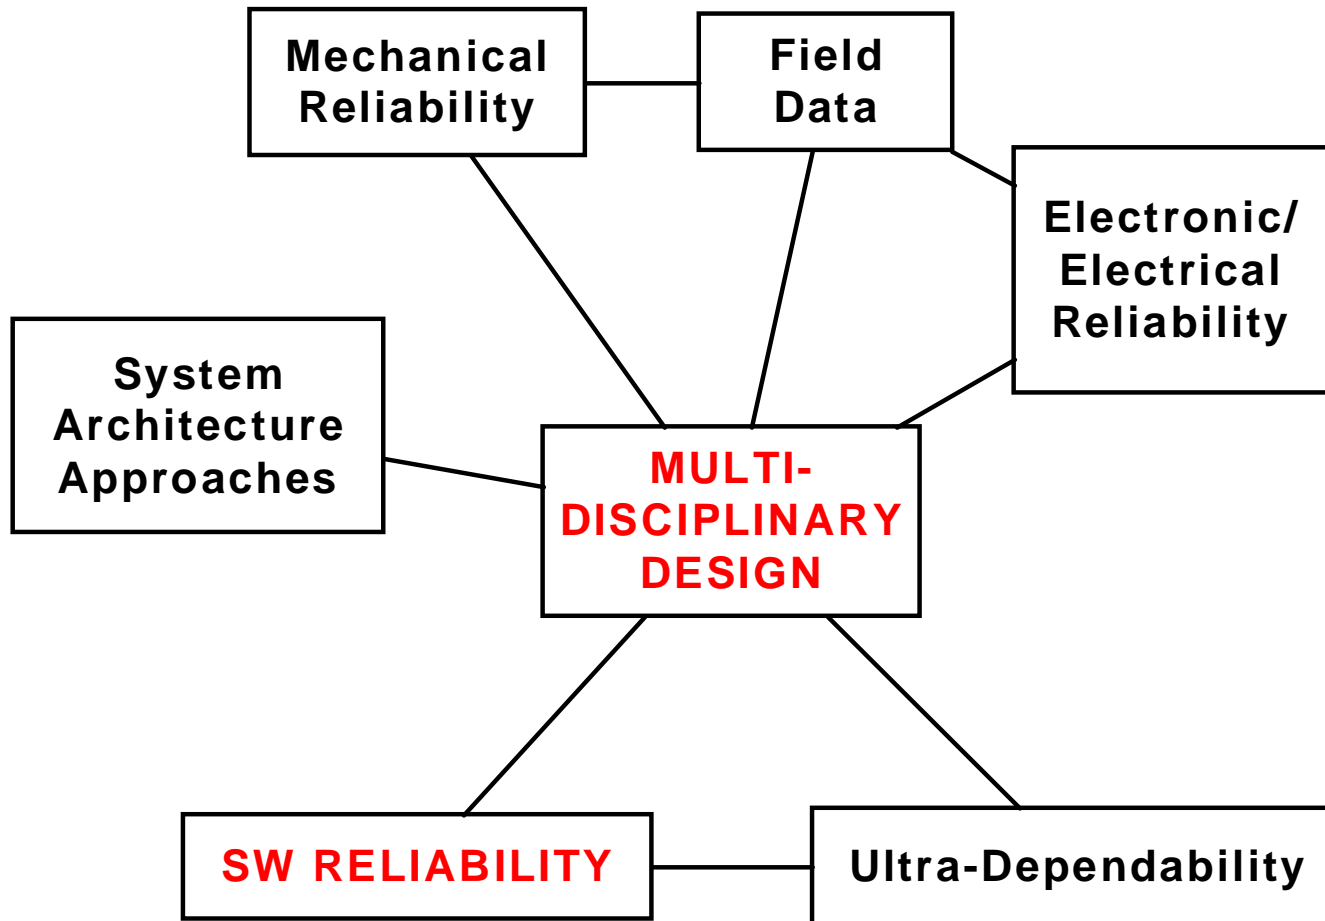 Mechanical
Reliability
Field
Data
Electronic/
Electrical
Reliability
System
Architecture
Approaches
MULTI-
DISCIPLINARY
DESIGN
SW RELIABILITY
Ultra-Dependability